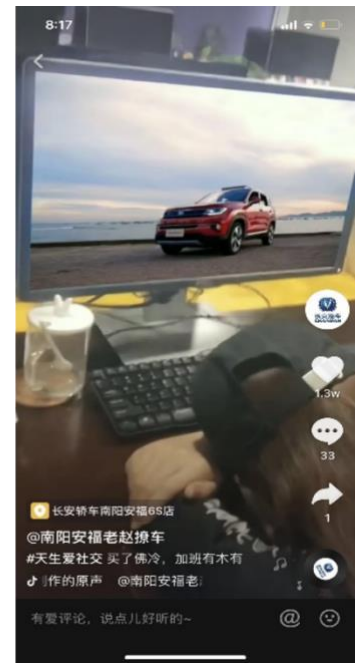 8:17
1.3w
33
1
长安轿车南阳安福6S店
@南阳安福老赵撩车
#天生爱社交 买了佛冷，加班有木有
作的原声 @南阳安福老
有爱评论，说点儿好听的~